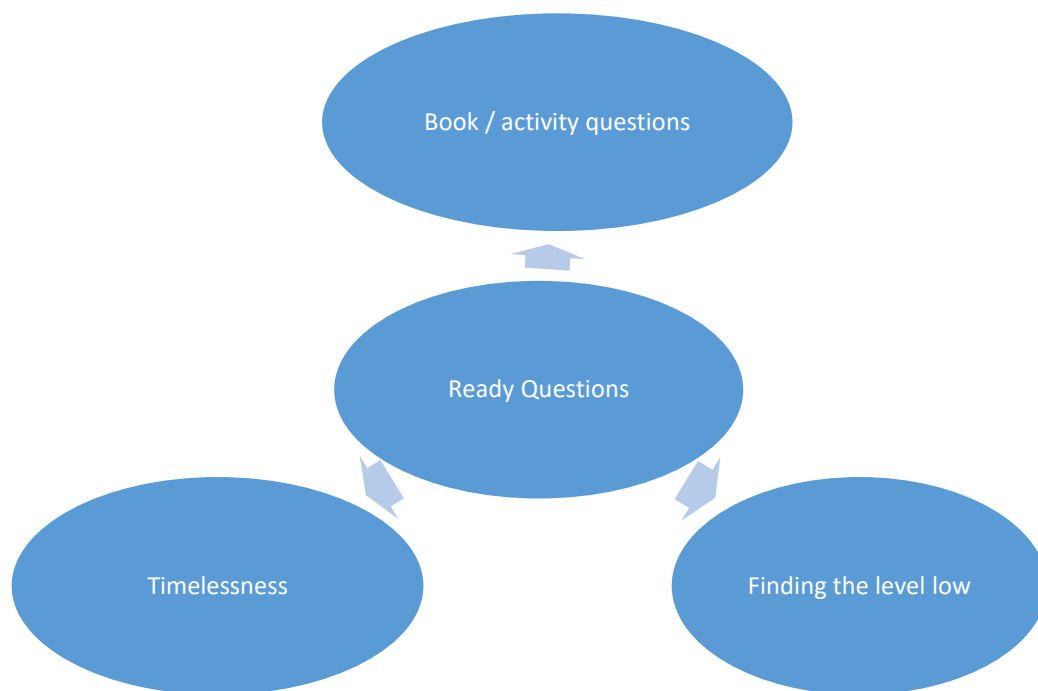 Book / activity questions
Ready Questions
Timelessness
Finding the level low